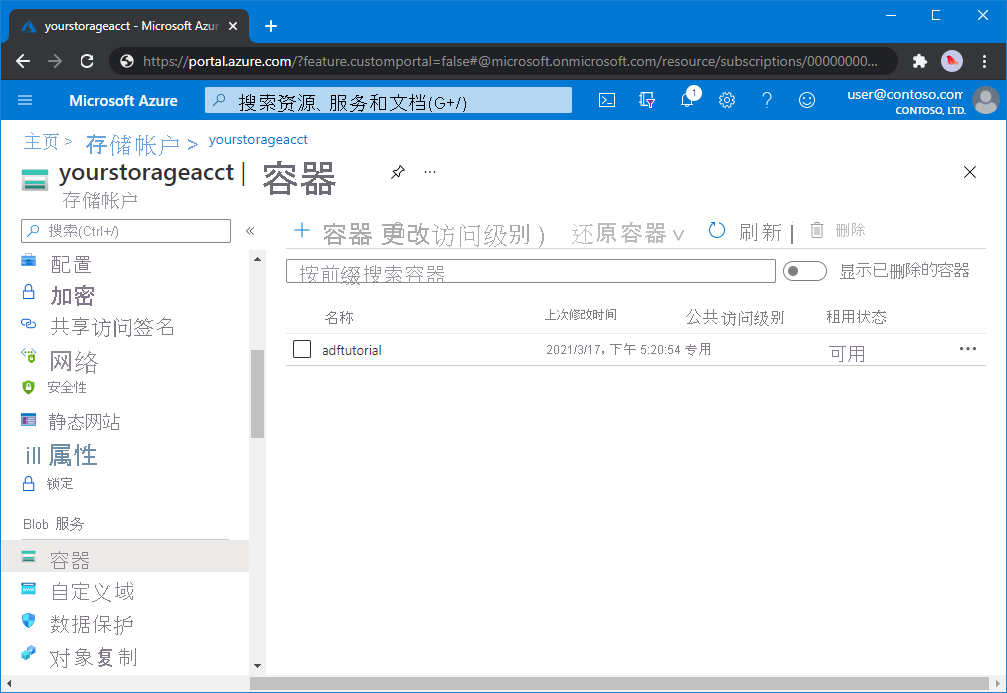 yourstorageacct - Microsoft Azur
https://portal.azure.com/?feature.customportal=false#@microsoft.onmicrosoft.com/resource/subscriptions/00000000...
Microsoft Azure
搜索资源、服务和文档(G+/)
1
user@contoso.com
CONTOSO, LTD.
主页 > 存储帐户 > yourstorageacct
yourstorageacct | 容器
存储帐户
搜索(Ctrl+/)
配置
加密
共享访问签名
网络
安全性
静态网站
ill 属性
锁定
Blob 服务
容器
自定义域
数据保护
对象复制
容器 更改访问级别 ) 还原容器 ∨ 刷新 | 删除
按前缀搜索容器 显示已删除的容器
名称 上次修改时间 公共访问级别 租用状态
adftutorial 2021/3/17, 下午 5:20:54 专用 可用